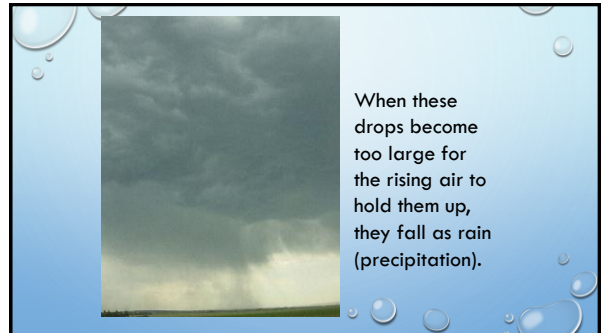 When these
drops become
too large for
the rising air to
hold them up,
they fall as rain
(precipitation).